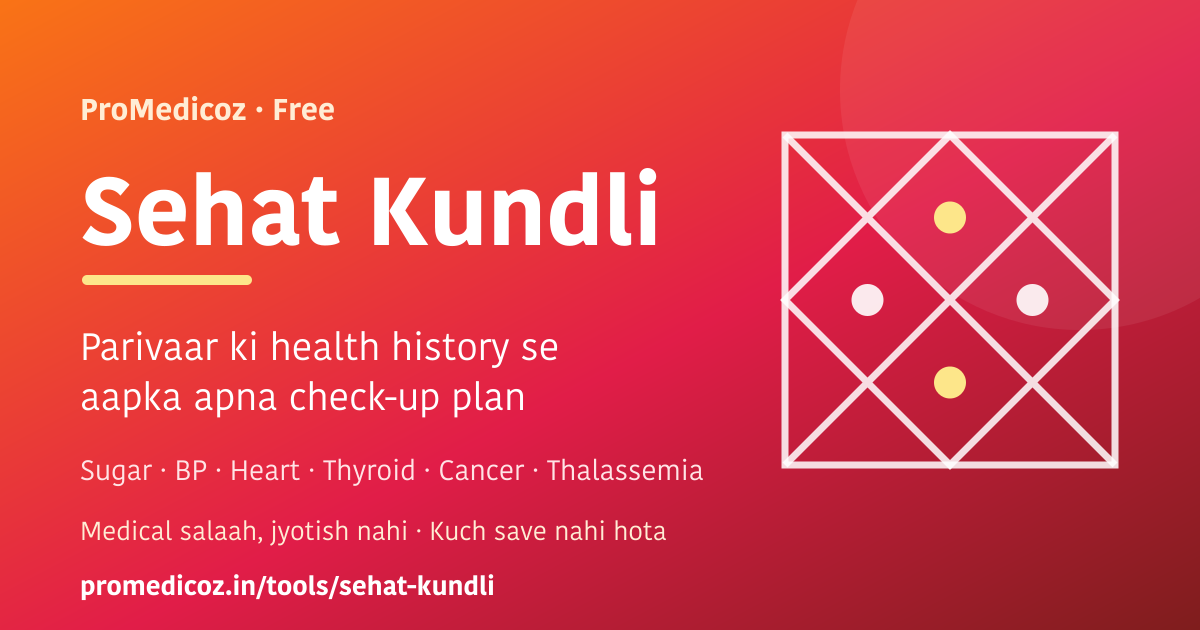 ProMedicoz · Free
Sehat Kundli
Parivaar ki health history se
aapka apna check-up plan
Sugar · BP · Heart · Thyroid · Cancer · Thalassemia
Medical salaah, jyotish nahi · Kuch save nahi hota
promedicoz.in/tools/sehat-kundli